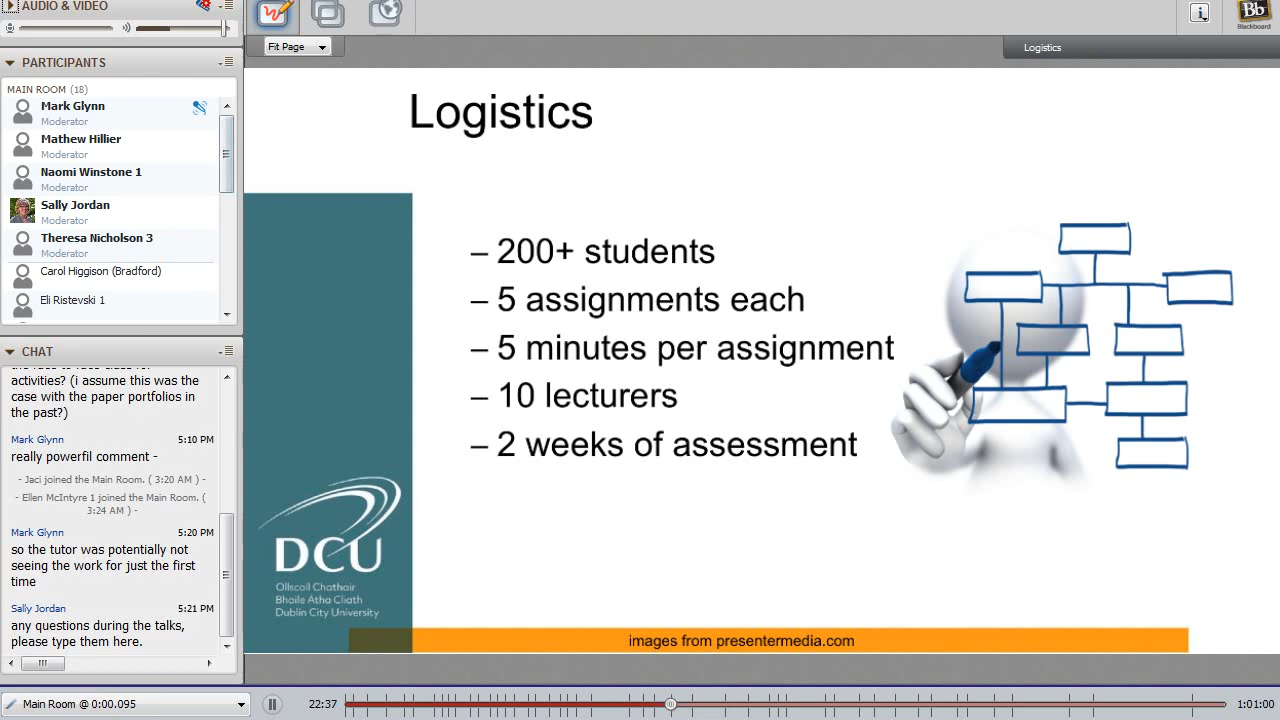 AUDIO & VIDEO
Bb
Blackboard
Fit Page
Logistics
PARTICIPANTS
MAIN ROOM (18)
Mark Glynn
Moderator
Mathew Hillier
Moderator
Naomi Winstone 1
Moderator
Sally Jordan
Moderator
Theresa Nicholson 3
Moderator
Carol Higgison (Bradford)
Eli Ristevski 1
CHAT
activities? (i assume this was the
case with the paper portfolios in
the past?)
Mark Glynn 5:10 PM
really powerfil comment -
- Jaci joined the Main Room. ( 3:20 AM ) -
- Ellen McIntyre 1 joined the Main Room. (
3:24 AM ) -
Mark Glynn 5:20 PM
so the tutor was potentially not
seeing the work for just the first
time
Sally Jordan 5:21 PM
any questions during the talks,
please type them here.
Logistics
– 200+ students
– 5 assignments each
– 5 minutes per assignment
– 10 lecturers
– 2 weeks of assessment
DCU
Ollscoil Chathair
Bhaile Átha Cliath
Dublin City University
images from presentermedia.com
Main Room @ 0:00.095
22:37
1:01:00